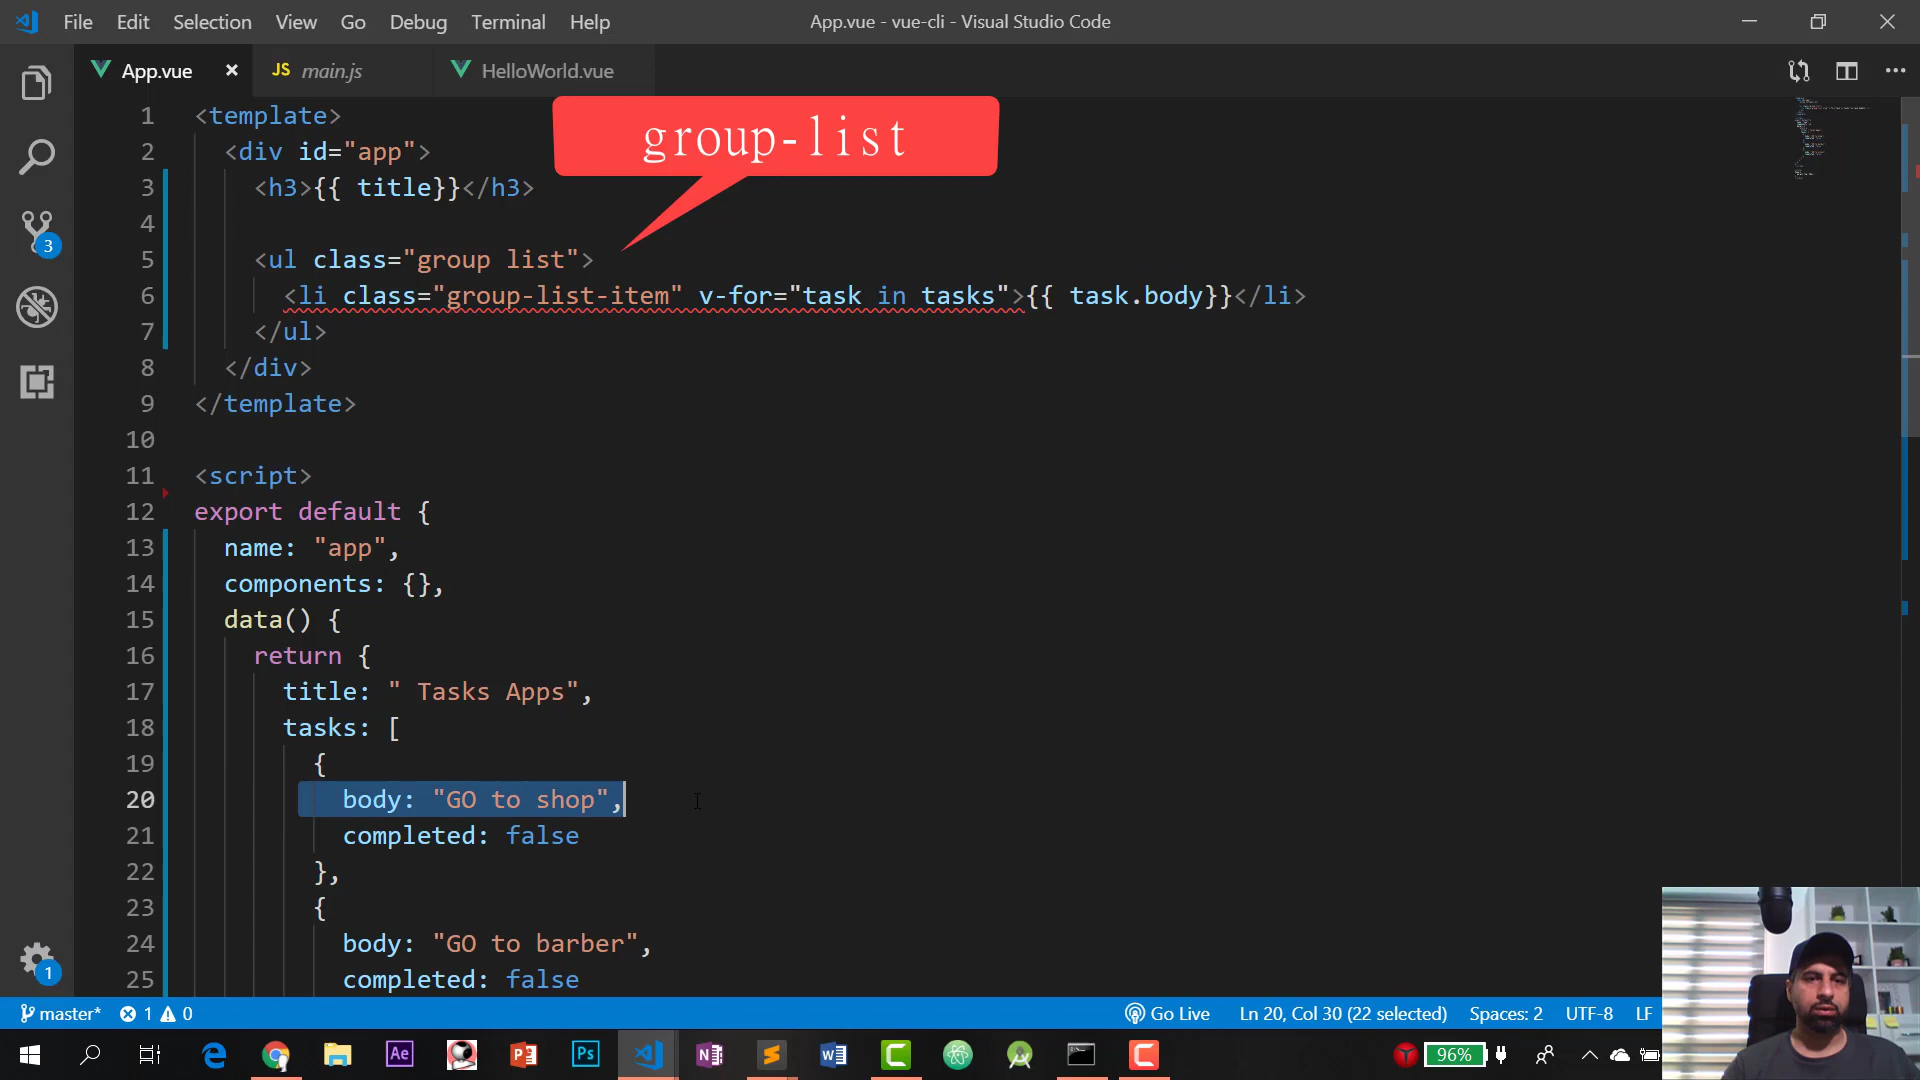 File Edit Selection View Go Debug Terminal Help
App.vue - vue-cli - Visual Studio Code
App.vue
JS main.js
HelloWorld.vue
group-list
1 <template>
2 <div id="app">
3 <h3>{{ title}}</h3>
4
5 <ul class="group list">
6 <li class="group-list-item" v-for="task in tasks">{{ task.body}}</li>
7 </ul>
8 </div>
9 </template>
10
11 <script>
12 export default {
13 name: "app",
14 components: {},
15 data() {
16 return {
17 title: " Tasks Apps",
18 tasks: [
19 {
20 body: "GO to shop",
21 completed: false
22 },
23 {
24 body: "GO to barber",
25 completed: false
3
1
master* 1 0
Go Live Ln 20, Col 30 (22 selected) Spaces: 2 UTF-8 LF
Ae Ps 96%